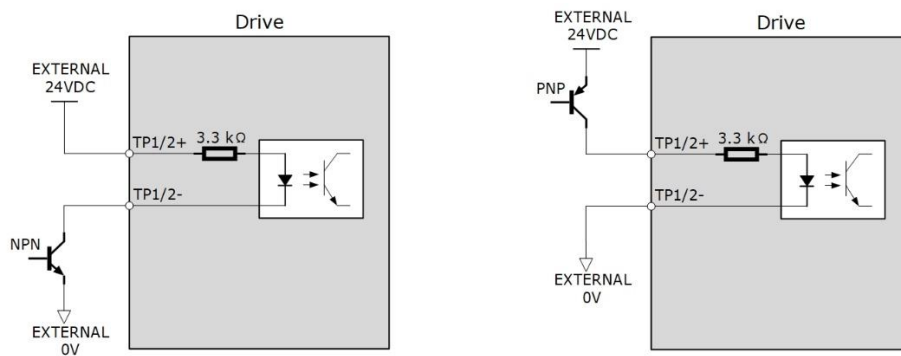 Drive
EXTERNAL
24VDC
TP1/2+
3.3 kΩ
TP1/2-
NPN
EXTERNAL
0V
Drive
EXTERNAL
24VDC
PNP
TP1/2+
3.3 kΩ
TP1/2-
EXTERNAL
0V